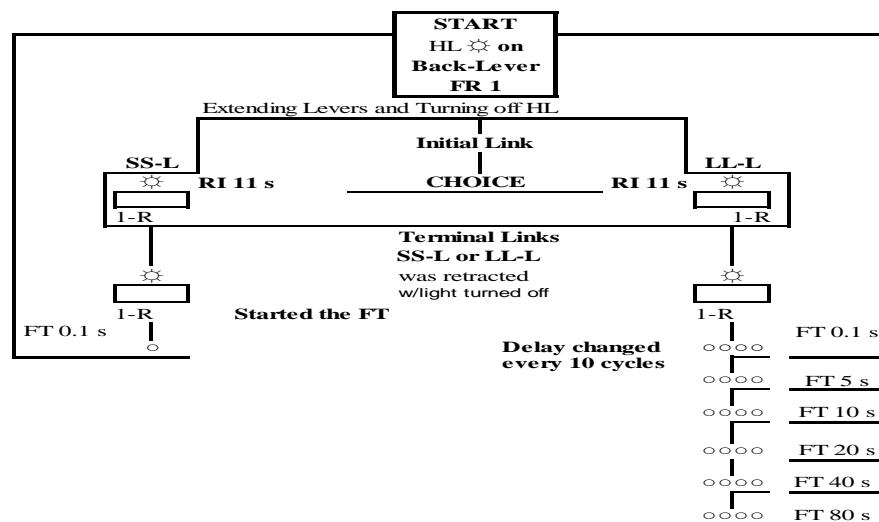 START
HL on
Back-Lever
FR 1
Extending Levers and Turning off HL
Initial Link
SS-L
LL-L
RI 11 s
CHOICE
RI 11 s
1-R
1-R
Terminal Links
SS-L or LL-L
was retracted
w/light turned off
1-R
Started the FT
1-R
FT 0.1 s
FT 0.1 s
Delay changed
every 10 cycles
FT 5 s
FT 10 s
FT 20 s
FT 40 s
FT 80 s